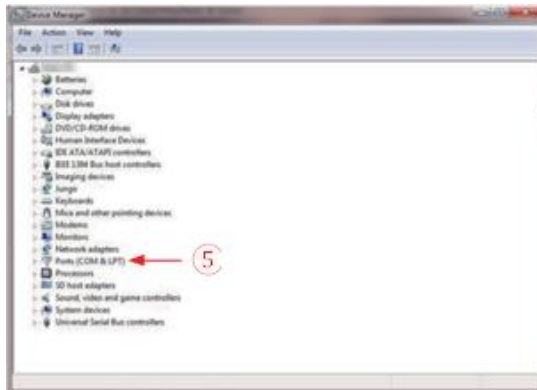 Device Manager
File Action View Help
Batteries
Computer
Disk drives
Display adapters
DVD/CD-ROM drives
Human Interface Devices
IDE ATA/ATAPI controllers
IEEE 1394 Bus host controllers
Imaging devices
Jungo
Keyboards
Mice and other pointing devices
Modems
Monitors
Network adapters
Ports (COM & LPT)
5
Processors
SD host adapters
Sound, video and game controllers
System devices
Universal Serial Bus controllers